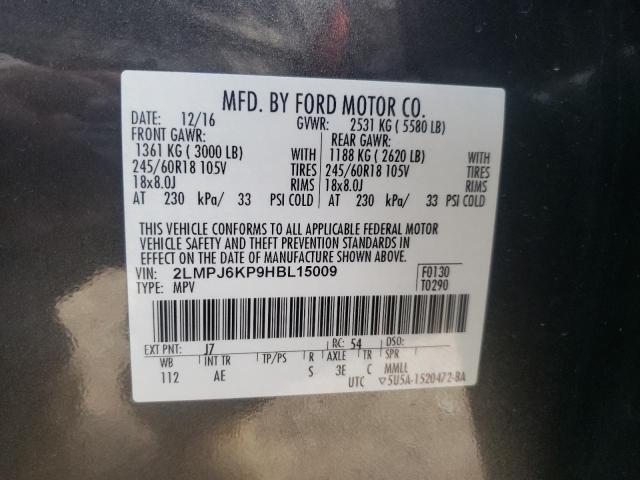 MFD. BY FORD MOTOR CO.
DATE: 12/16 GVWR: 2531 KG ( 5580 LB)
FRONT GAWR: REAR GAWR:
1361 KG ( 3000 LB) WITH 1188 KG ( 2620 LB) WITH
245/60R18 105V TIRES 245/60R18 105V TIRES
18x8.0J RIMS 18x8.0J RIMS
AT 230 kPa/ 33 PSI COLD AT 230 kPa/ 33 PSI COLD
THIS VEHICLE CONFORMS TO ALL APPLICABLE FEDERAL MOTOR
VEHICLE SAFETY AND THEFT PREVENTION STANDARDS IN
EFFECT ON THE DATE OF MANUFACTURE SHOWN ABOVE.
VIN: 2LMPJ6KP9HBL15009 F0130
TYPE: MPV T0290
EXT PNT: J7 RC: 54 DSO:
WB INT TR TP/PS R AXLE TR SPR
112 AE S 3E C MMLL
UTC ▽5U5A-1520472-BA